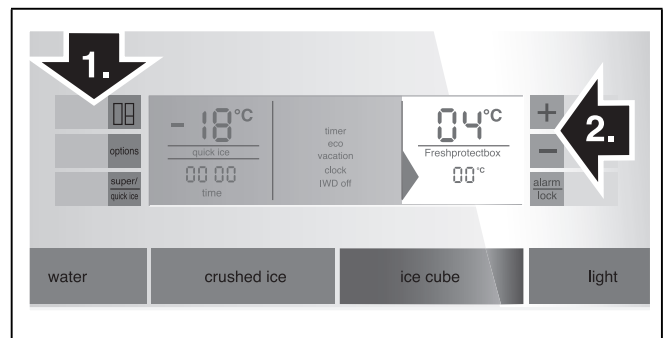 1.
2.
options
super/
quick ice
- 18°C
quick ice
00 00
time
timer
eco
vacation
clock
IWD off
04°C
Freshprotectbox
00°C
+
-
alarm
lock
water
crushed ice
ice cube
light